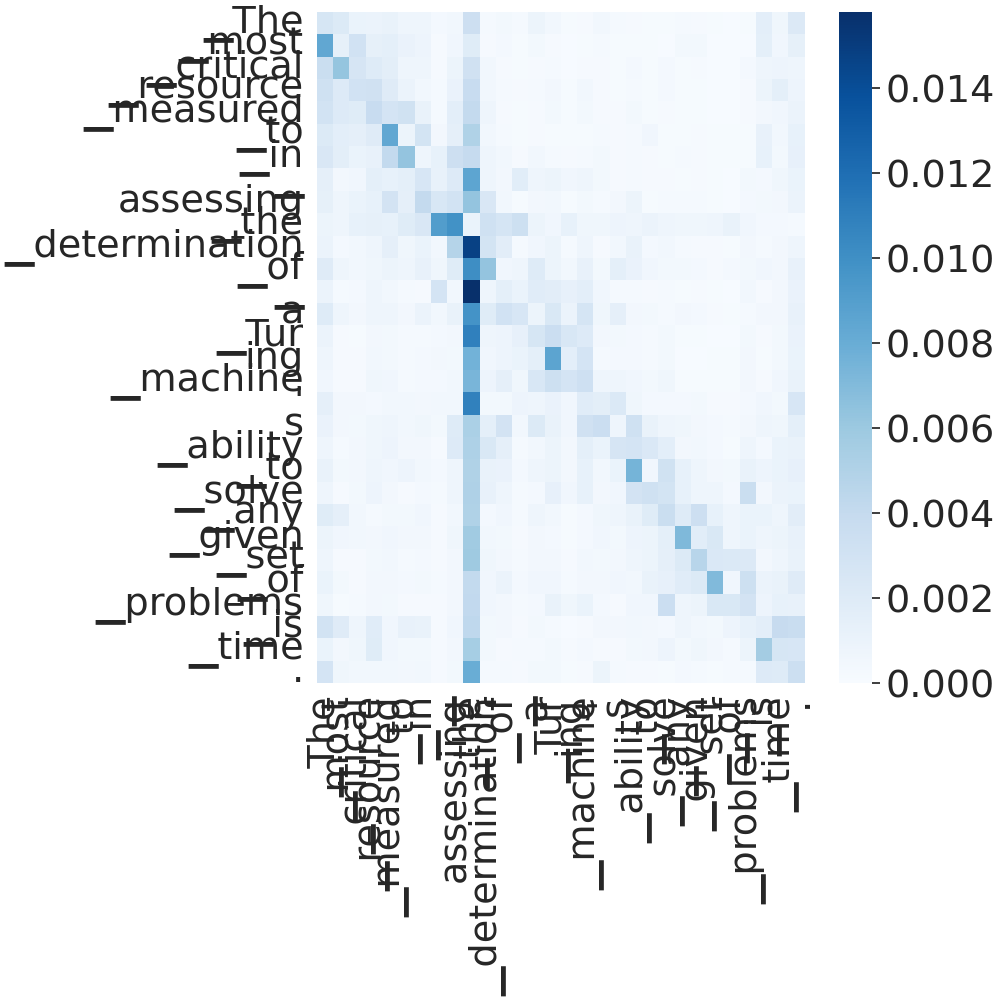 The
_most
_critical
_resource
_measured
_to
_in
_
assessing
_the
_determination
_of
_
a
_Tur
ing
_machine
'
s
_ability
_to
_solve
_any
_given
_set
_of
_problems
_is
_time
.
The
_most
_critical
_resource
_measured
_to
_in
_
assessing
_the
_determination
_of
_
a
_Tur
ing
_machine
'
s
_ability
_to
_solve
_any
_given
_set
_of
_problems
_is
_time
.
0.014
0.012
0.010
0.008
0.006
0.004
0.002
0.000